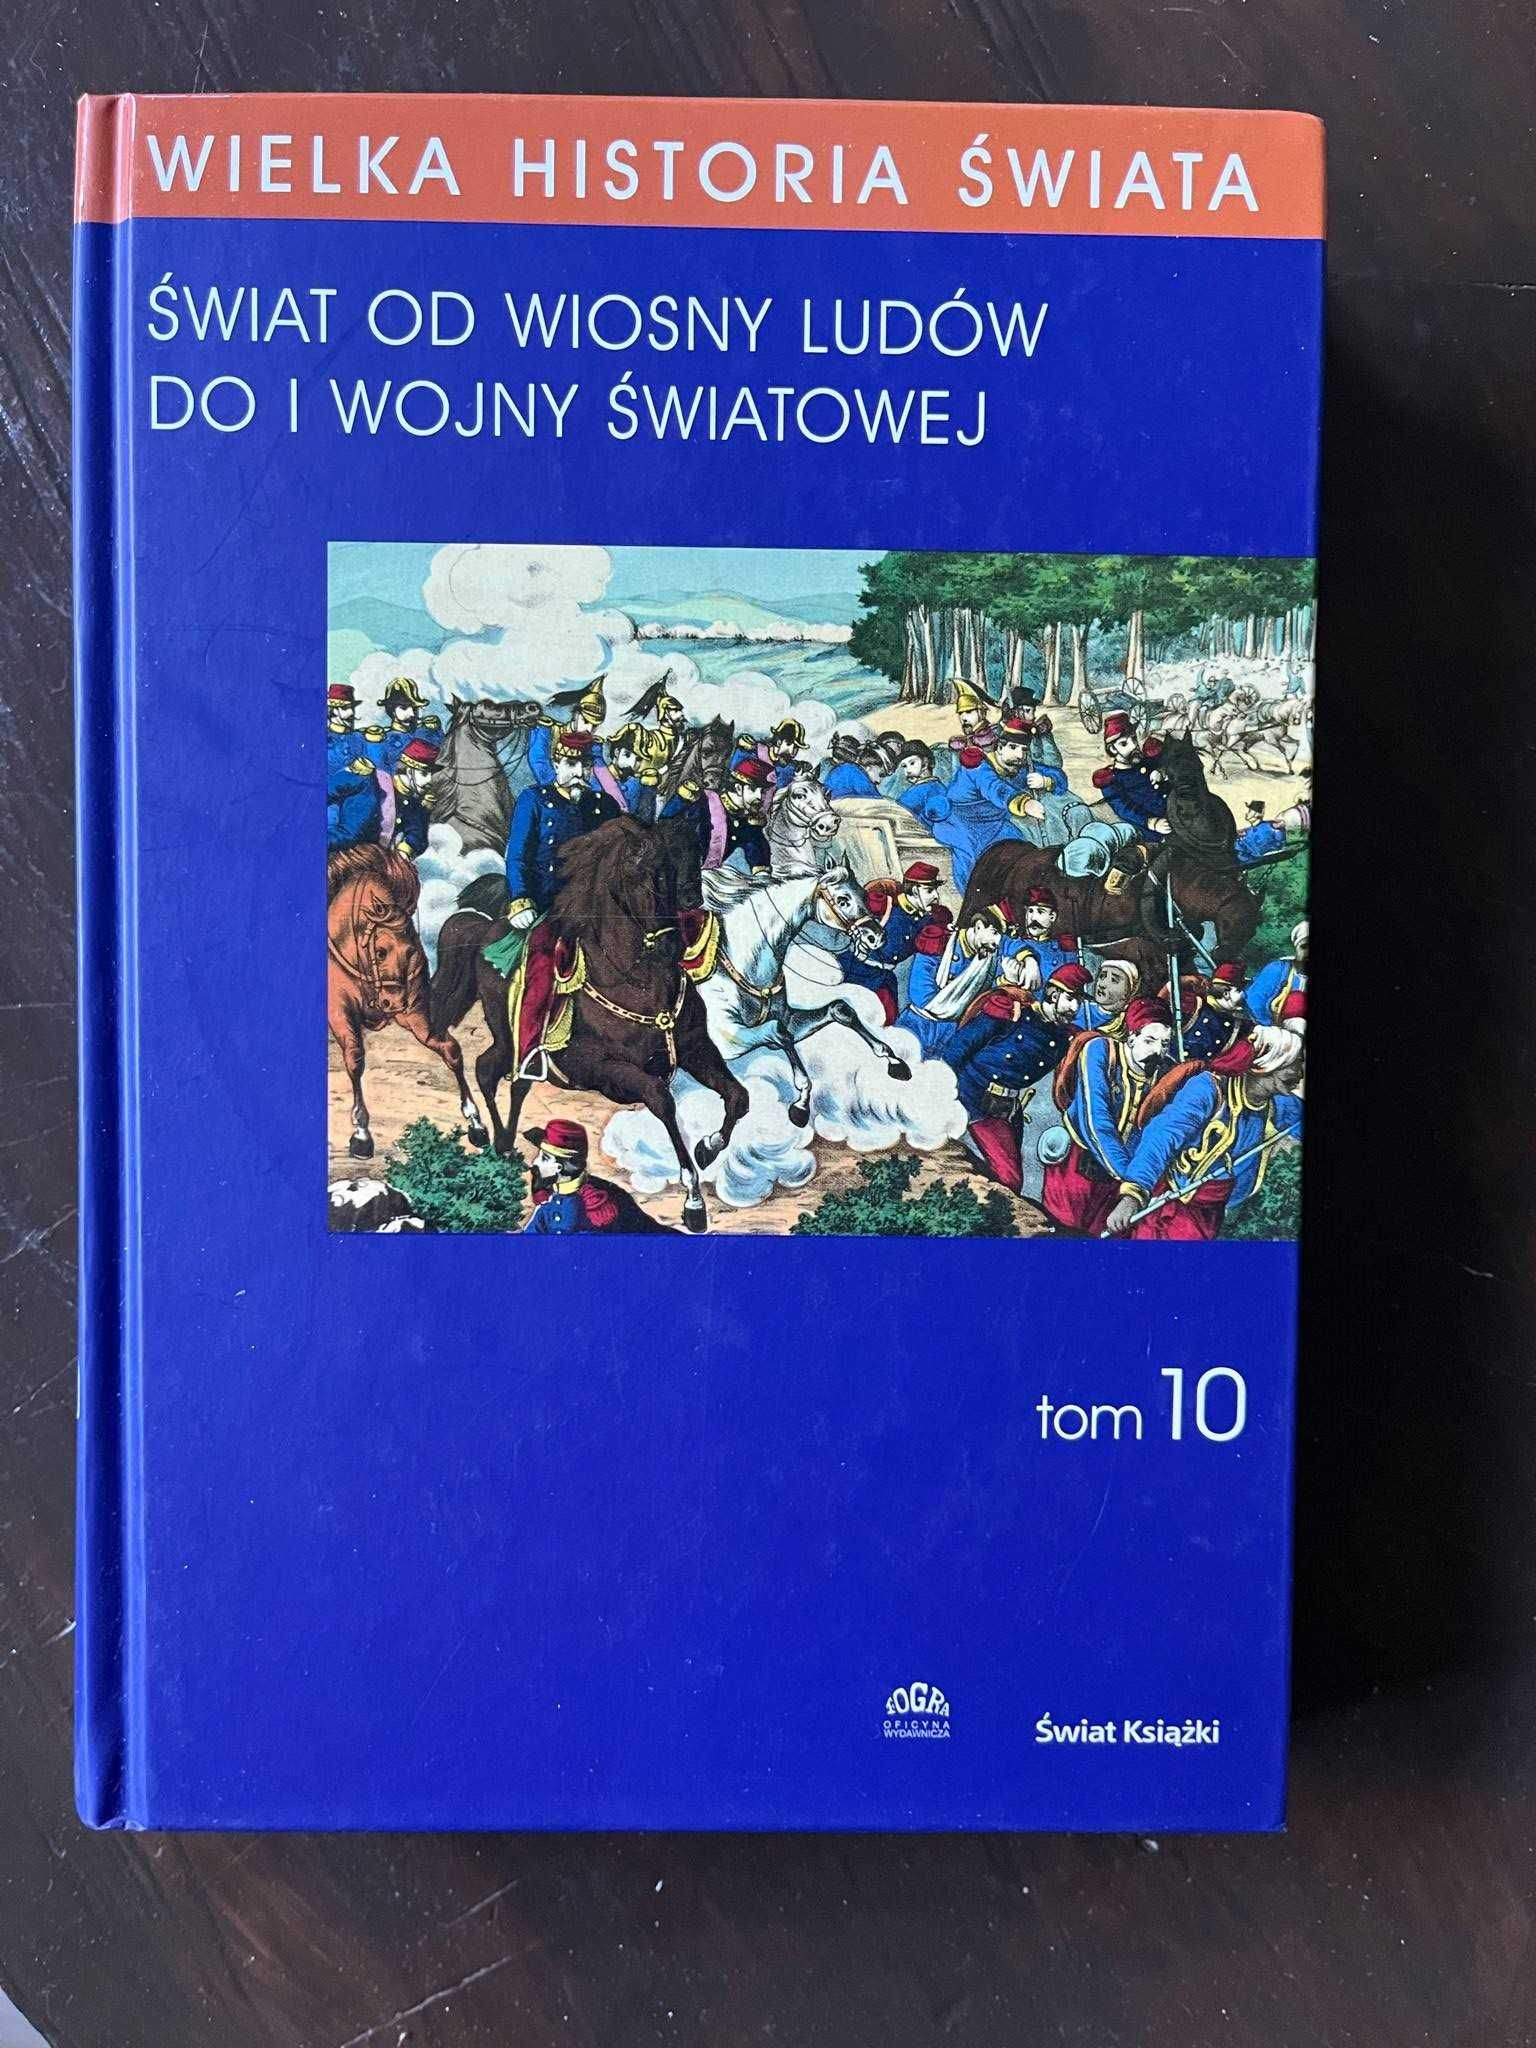 WIELKA HISTORIA ŚWIATA
ŚWIAT OD WIOSNY LUDÓW
DO I WOJNY ŚWIATOWEJ
tom 10
FOGRA
OFICYNA
WYDAWNICZA
Świat Książki